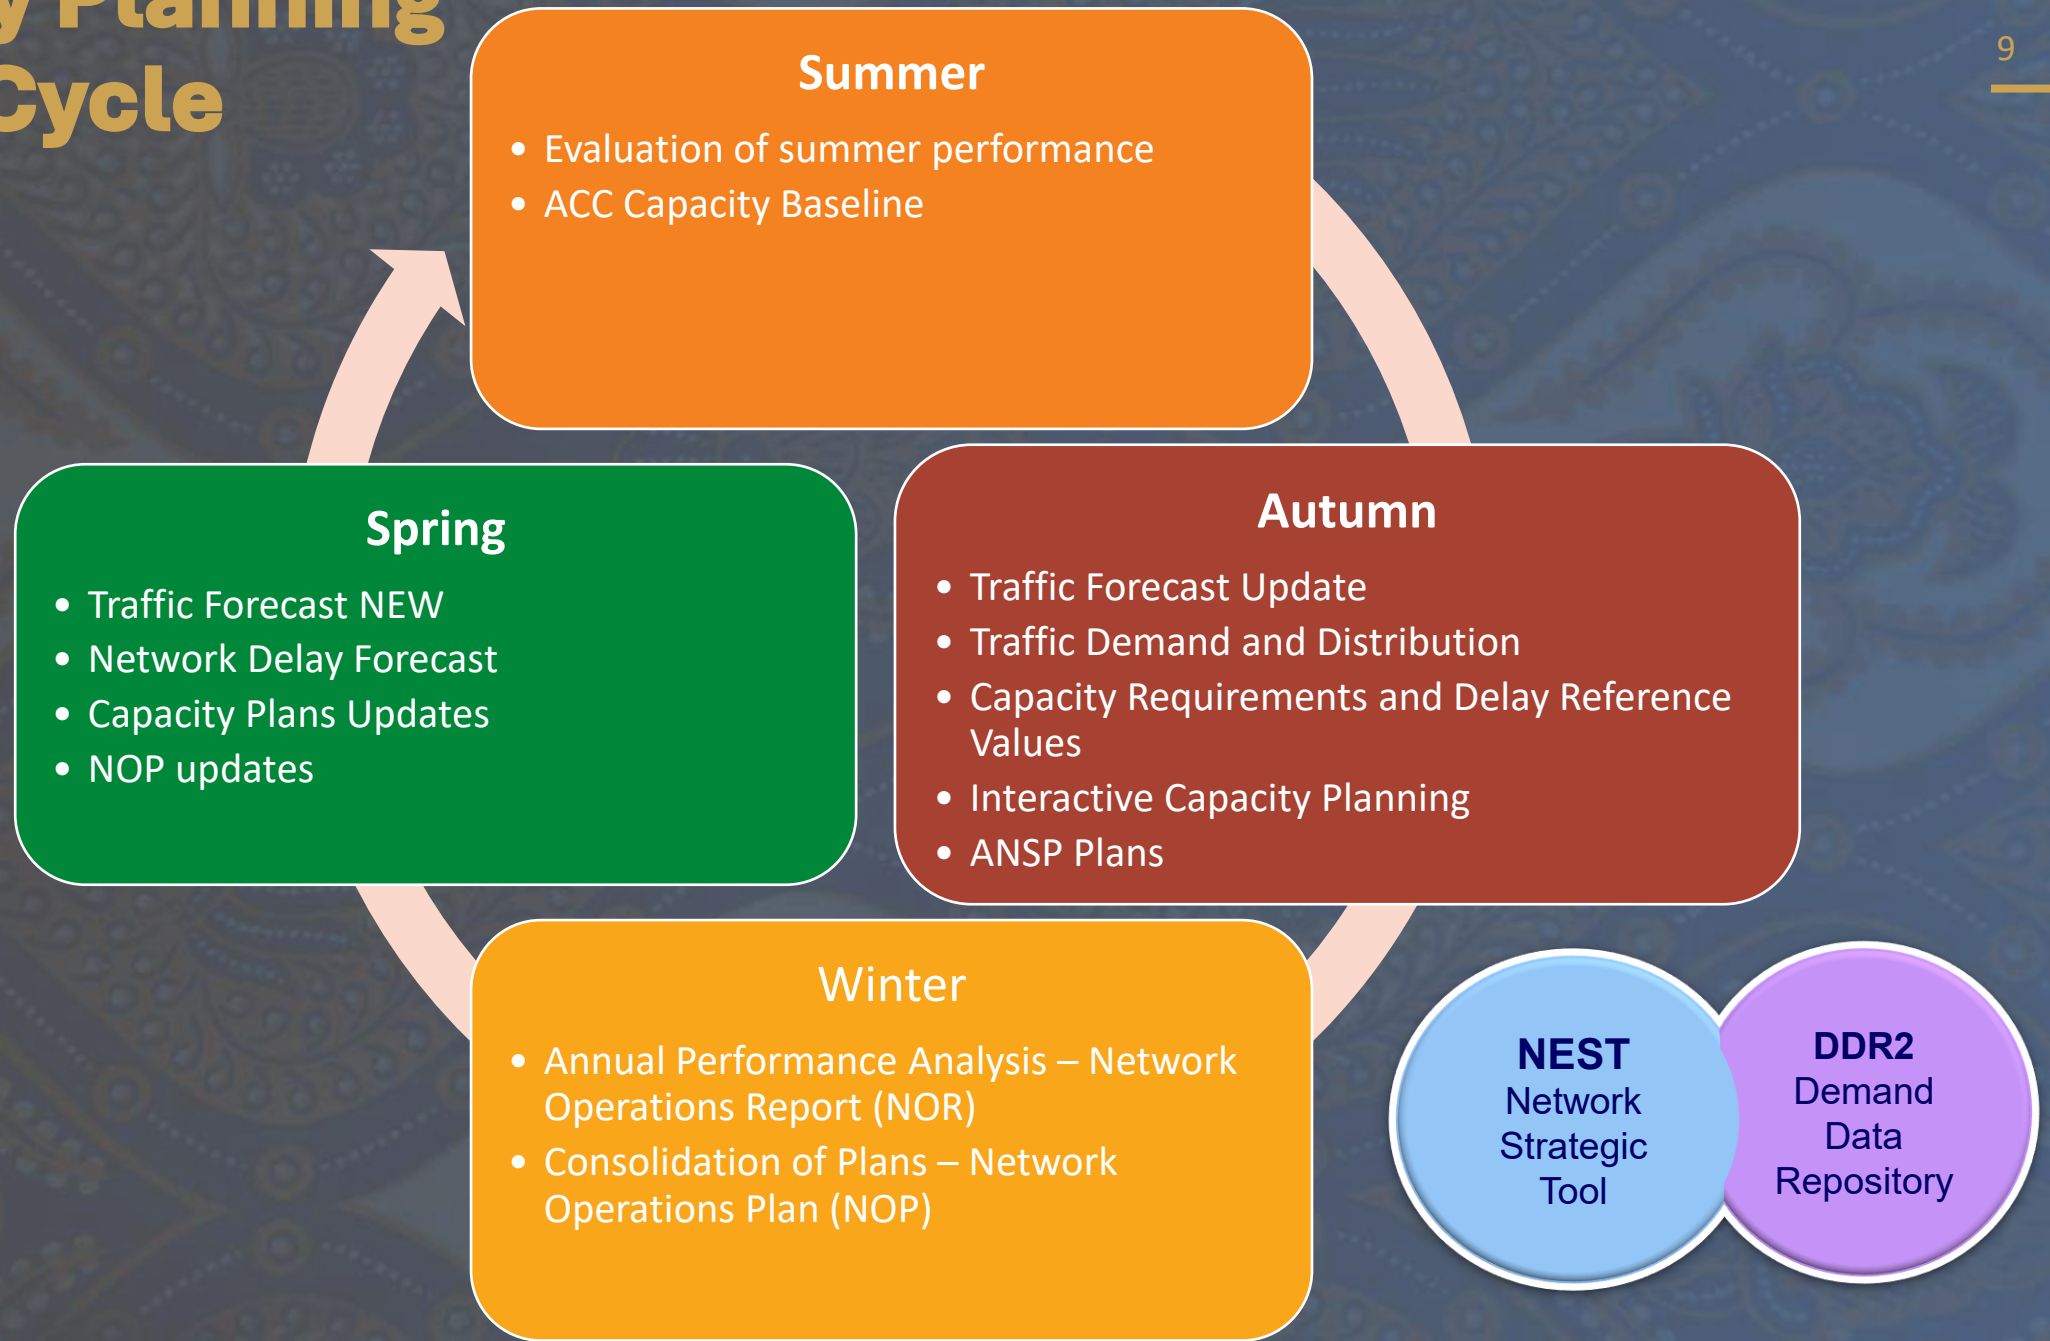 Planning
Cycle
9
Summer
• Evaluation of summer performance
• ACC Capacity Baseline
Autumn
• Traffic Forecast Update
• Traffic Demand and Distribution
• Capacity Requirements and Delay Reference
Values
• Interactive Capacity Planning
• ANSP Plans
Winter
• Annual Performance Analysis – Network
Operations Report (NOR)
• Consolidation of Plans – Network
Operations Plan (NOP)
Spring
• Traffic Forecast NEW
• Network Delay Forecast
• Capacity Plans Updates
• NOP updates
NEST
Network
Strategic
Tool
DDR2
Demand
Data
Repository